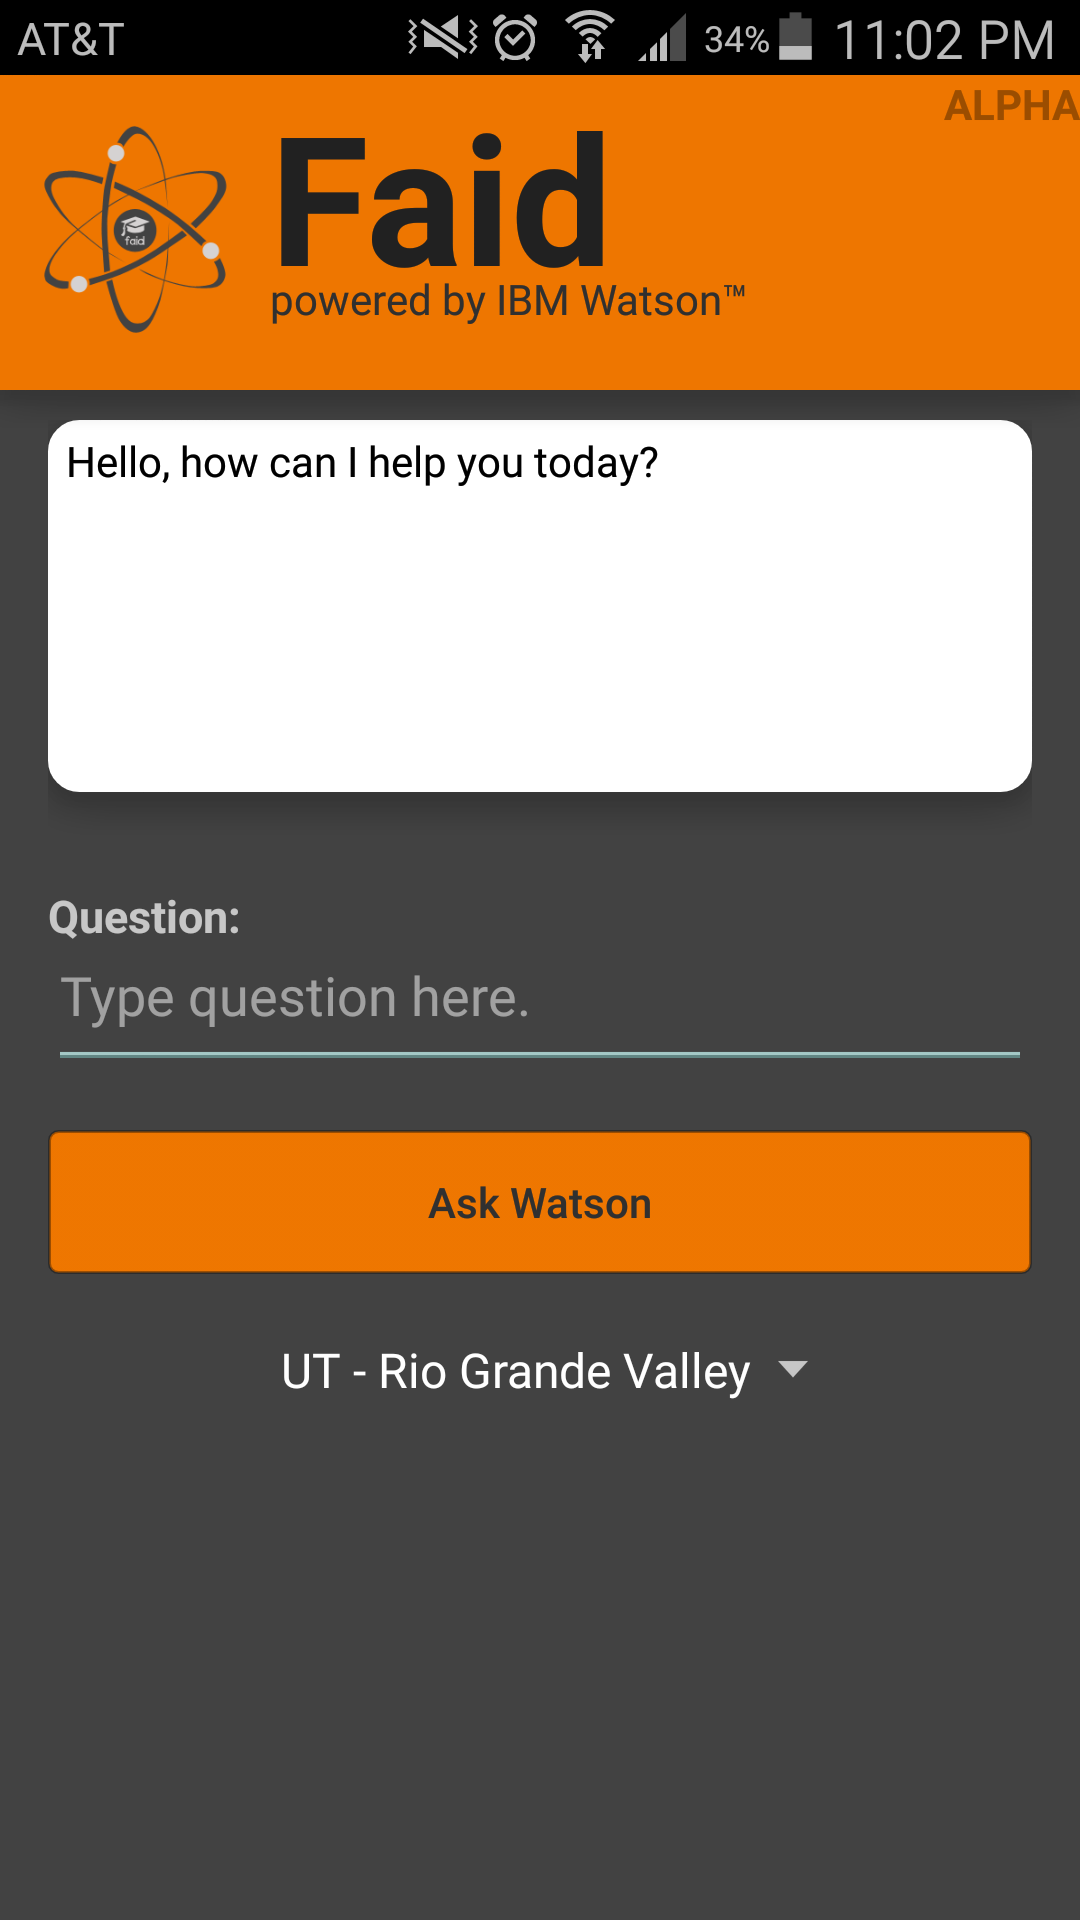 AT&T 34% 11:02 PM
ALPHA
faid
Faid
powered by IBM Watson™
Hello, how can I help you today?
Question:
Type question here.
Ask Watson
UT - Rio Grande Valley